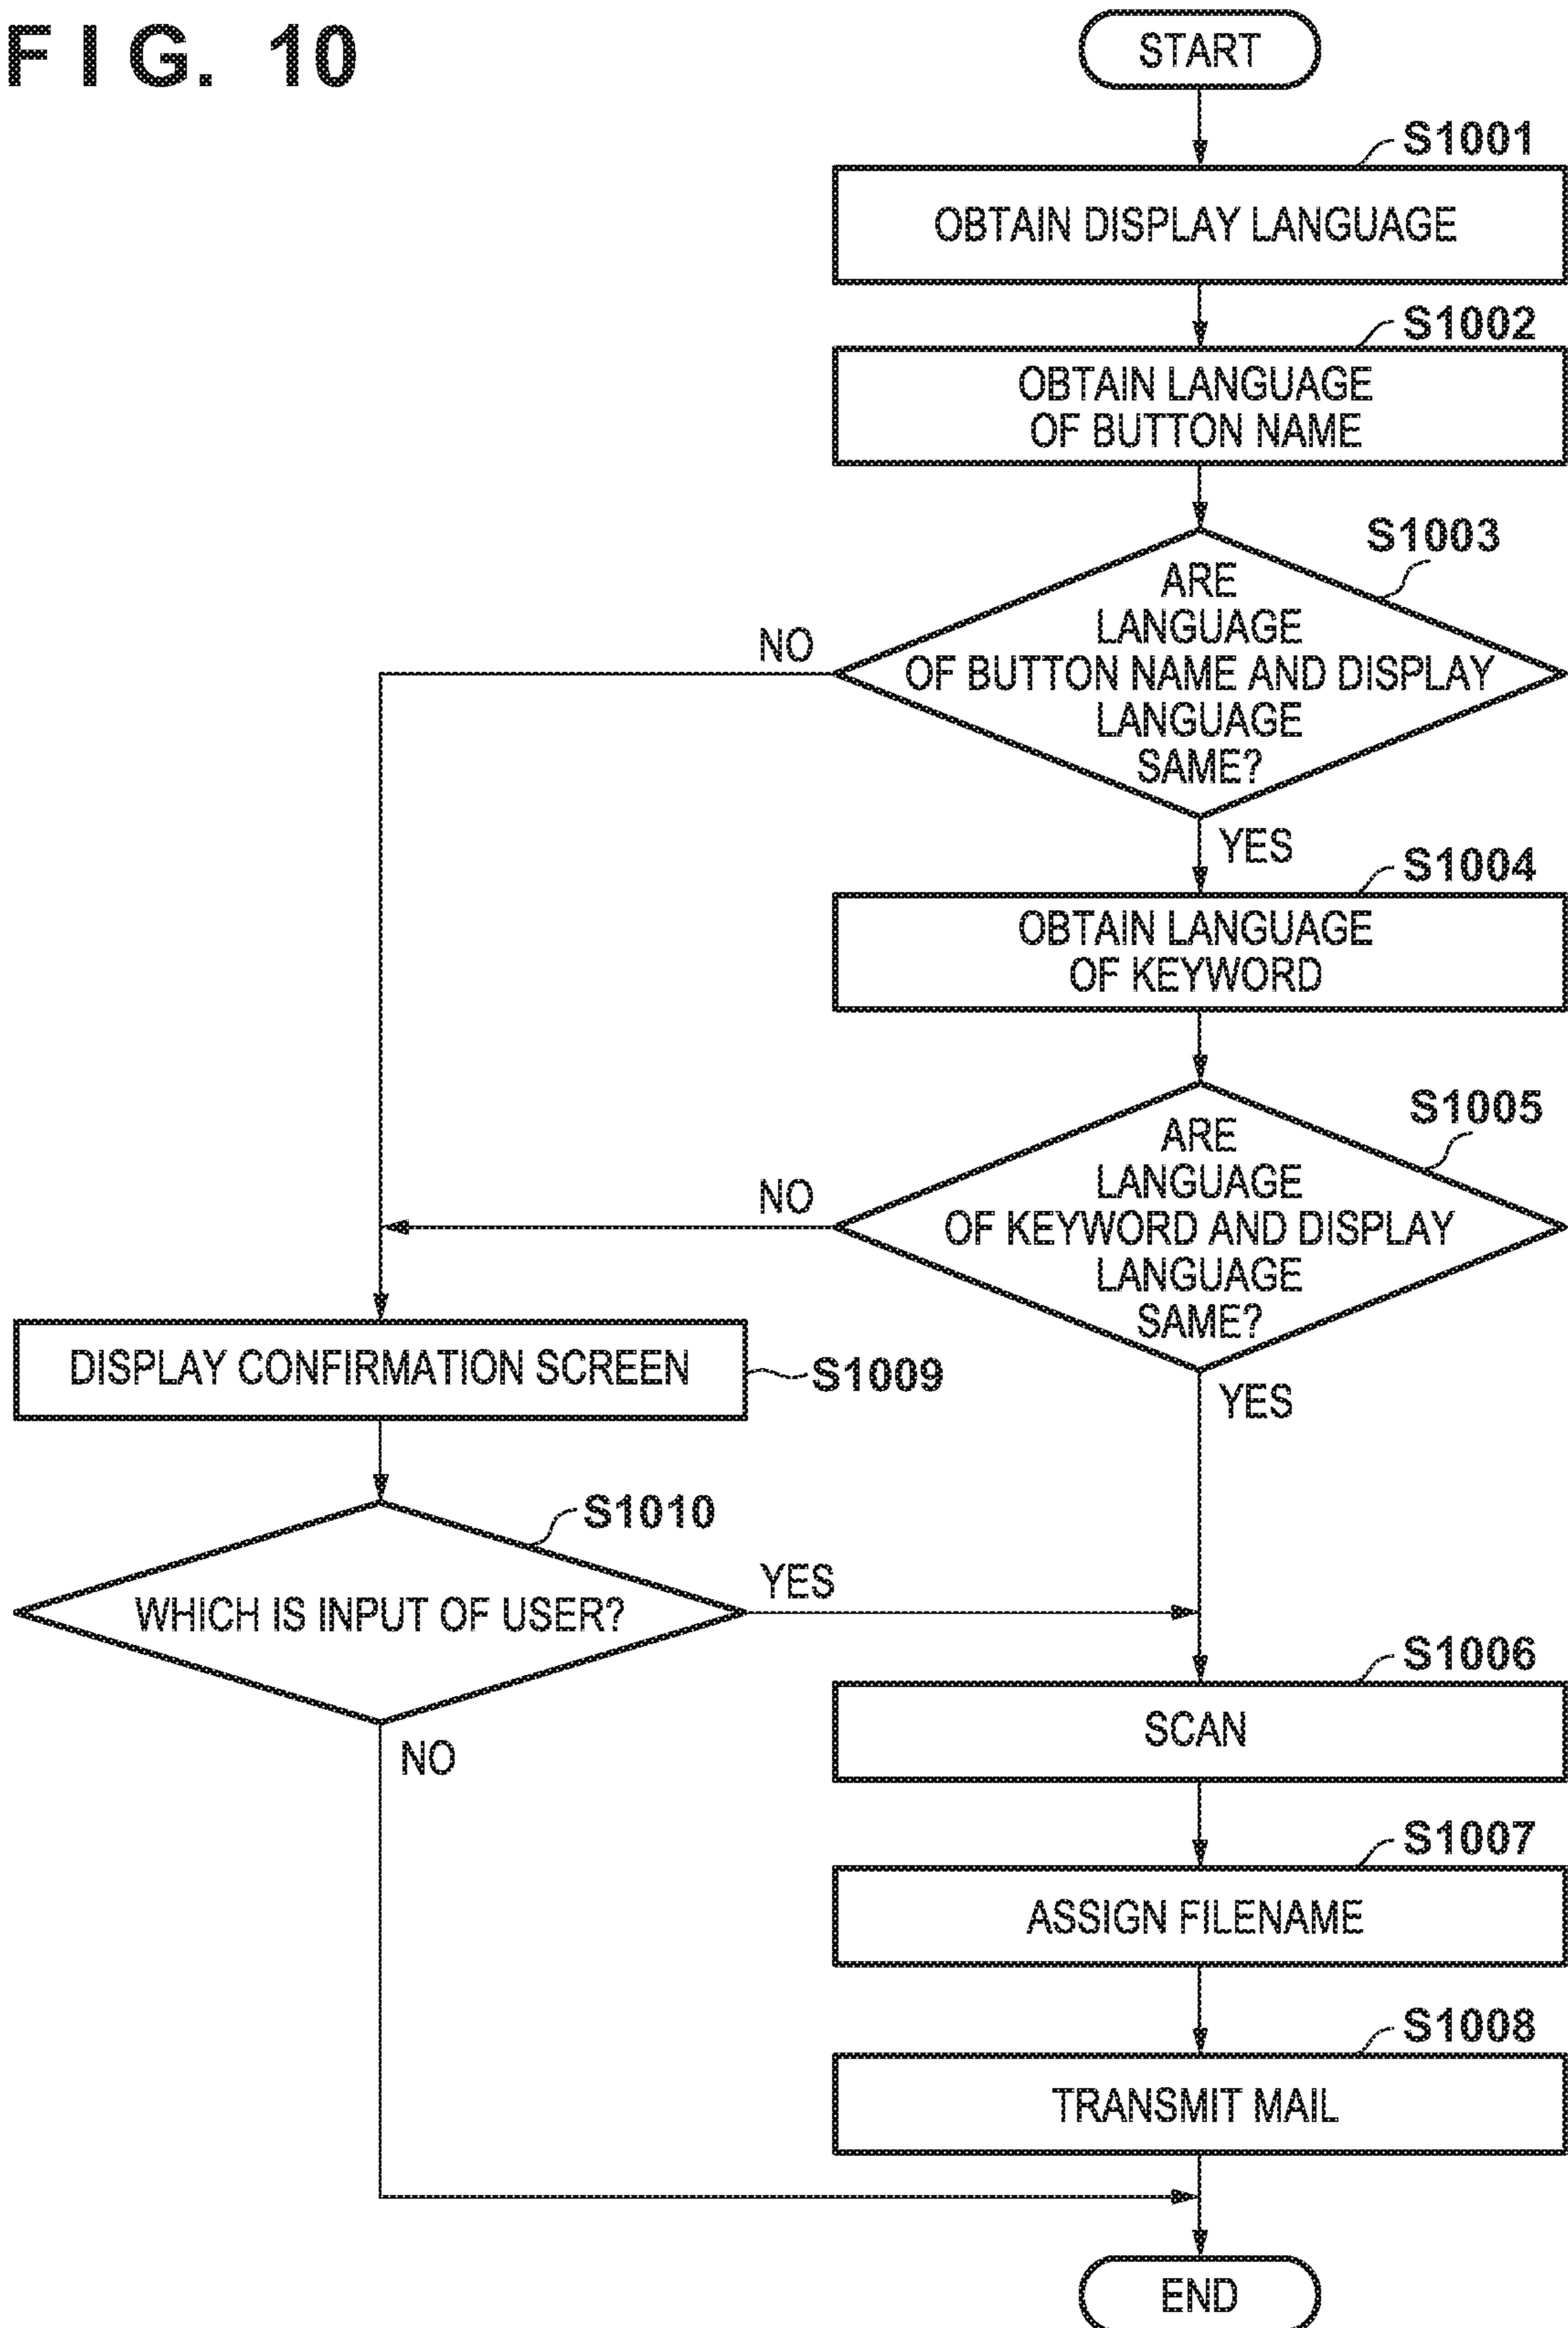 FIG. 10
START
S1001
OBTAIN DISPLAY LANGUAGE
S1002
OBTAIN LANGUAGE
OF BUTTON NAME
S1003
ARE
LANGUAGE
OF BUTTON NAME AND DISPLAY
LANGUAGE
SAME?
NO
YES
S1004
OBTAIN LANGUAGE
OF KEYWORD
S1005
ARE
LANGUAGE
OF KEYWORD AND DISPLAY
LANGUAGE
SAME?
NO
YES
DISPLAY CONFIRMATION SCREEN
S1009
S1010
WHICH IS INPUT OF USER?
YES
NO
S1006
SCAN
S1007
ASSIGN FILENAME
S1008
TRANSMIT MAIL
END